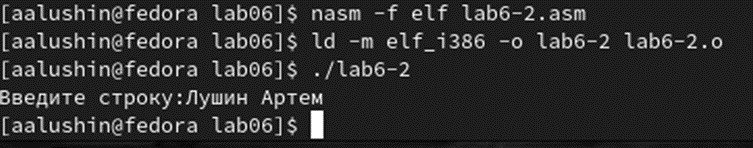 [aalushin@fedora lab06]$ nasm -f elf lab6-2.asm
[aalushin@fedora lab06]$ ld -m elf_i386 -o lab6-2 lab6-2.o
[aalushin@fedora lab06]$ ./lab6-2
Введите строку:Лушин Артем
[aalushin@fedora lab06]$